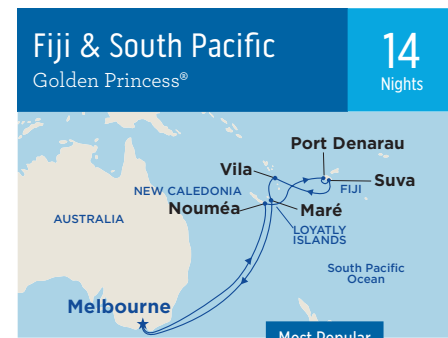 Fiji & South Pacific
Golden Princess®
14
Nights
Port Denarau
Vila
Suva
FIJI
NEW CALEDONIA
Nouméa
Maré
AUSTRALIA
LOYATLY
ISLANDS
South Pacific
Ocean
Melbourne
Most Popular